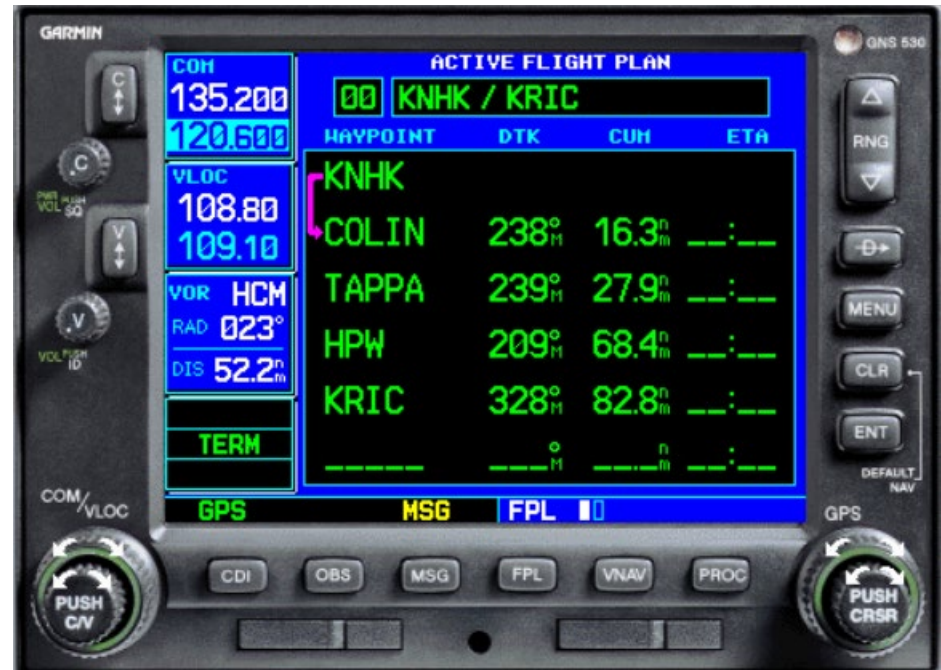 GARMIN
GNS 530
COM
135.200
120.600
VLOC
108.80
109.10
VOR HCM
RAD 023°
DIS 52.2nm
TERM
GPS
MSG
FPL
ACTIVE FLIGHT PLAN
00 KNHK / KRIC
WAYPOINT DTK CUM ETA
KNHK
COLIN 238°M 16.3nm __:__
TAPPA 239°M 27.9nm __:__
HPW 209°M 68.4nm __:__
KRIC 328°M 82.8nm __:__
_____ ___°M __._nm __:__
C
.C
PWR PUSH
VOL SQ
V
.V
VOL PUSH
ID
COM/VLOC
PUSH
C/V
RNG
D
MENU
CLR
ENT
DEFAULT
NAV
GPS
PUSH
CRSR
CDI
OBS
MSG
FPL
VNAV
PROC